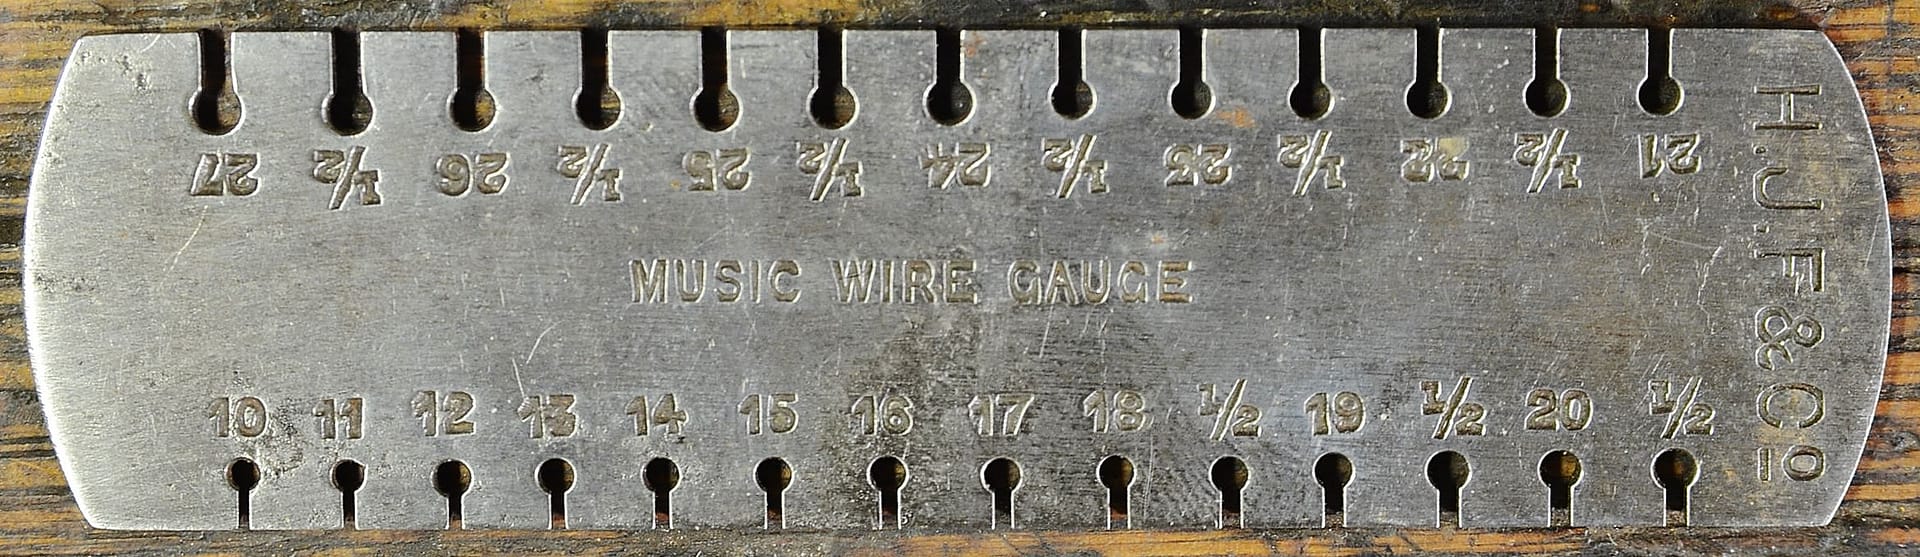 27 ½ 26 ½ 25 ½ 24 ½ 23 ½ 22 ½ 21
MUSIC WIRE GAUGE
10 11 12 13 14 15 16 17 18 ½ 19 ½ 20 ½
H.J.F & Cº